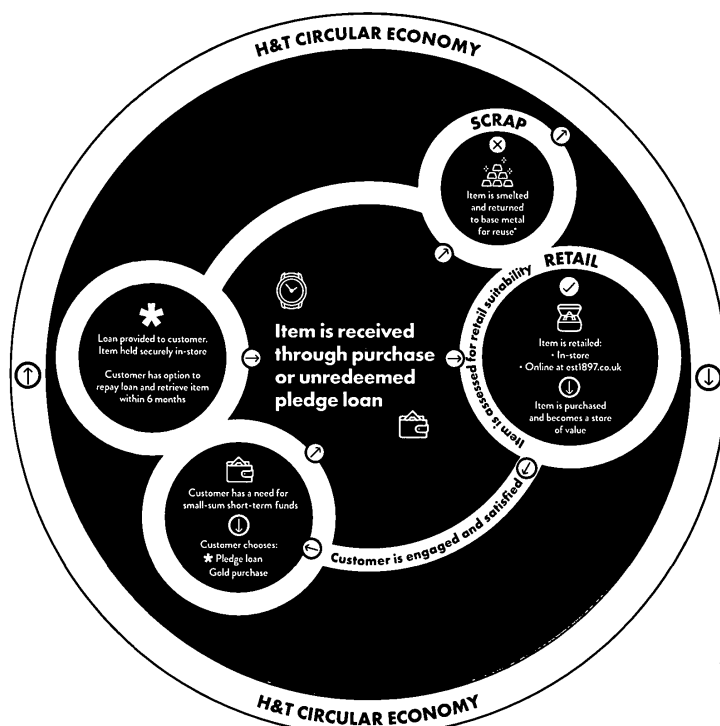 H&T CIRCULAR ECONOMY
SCRAP
Item is smelted
and returned
to base metal
for reuse*
RETAIL
Item is retailed:
• In-store
• Online at est1897.co.uk
Item is purchased
and becomes a store
of value
Item is assessed for retail suitability
Item is received
through purchase
or unredeemed
pledge loan
*
Loan provided to customer.
Item held securely in-store
Customer has option to
repay loan and retrieve item
within 6 months
Customer has a need for
small-sum short-term funds
Customer chooses:
* Pledge loan
Gold purchase
Customer is engaged and satisfied
H&T CIRCULAR ECONOMY